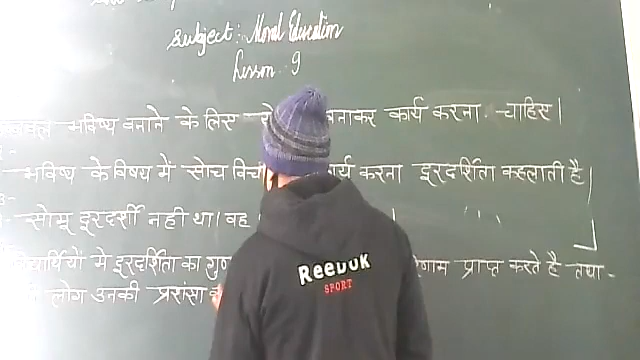 Subject: Moral Education
Lesson 9
भविष्य बनाने के लिए बनाकर कार्य करना चाहिए।
भविष्य के विषय में सोच कार्य करना दूरदर्शिता कहलाती है।
सोमू दूरदर्शी नही था। वह
मे दूरदर्शिता का प्राप्त करते है तथा
लोग उनकी प्रशंसा
ReeboK
SPORT